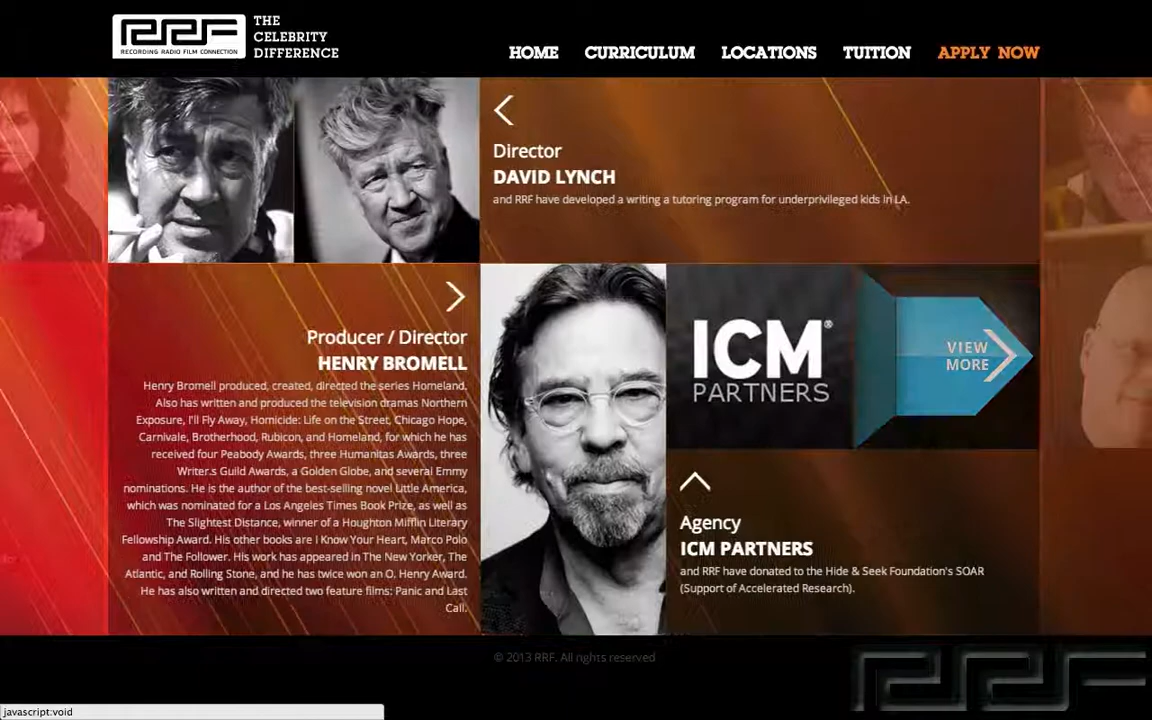 RRF
RECORDING RADIO FILM CONNECTION
THE
CELEBRITY
DIFFERENCE
HOME CURRICULUM LOCATIONS TUITION APPLY NOW
Director
DAVID LYNCH
and RRF have developed a writing a tutoring program for underprivileged kids in LA.
Producer / Director
HENRY BROMELL
Henry Bromell produced, created, directed the series Homeland.
Also has written and produced the television dramas Northern
Exposure, I'll Fly Away, Homicide: Life on the Street, Chicago Hope,
Carnivale, Brotherhood, Rubicon, and Homeland, for which he has
received four Peabody Awards, three Humanitas Awards, three
Writer.s Guild Awards, a Golden Globe, and several Emmy
nominations. He is the author of the best-selling novel Little America,
which was nominated for a Los Angeles Times Book Prize, as well as
The Slightest Distance, winner of a Houghton Mifflin Literary
Fellowship Award. His other books are I Know Your Heart, Marco Polo
and The Follower. His work has appeared in The New Yorker, The
Atlantic, and Rolling Stone, and he has twice won an O. Henry Award.
He has also written and directed two feature films: Panic and Last
Call.
ICM®
PARTNERS
VIEW
MORE
Agency
ICM PARTNERS
and RRF have donated to the Hide & Seek Foundation's SOAR
(Support of Accelerated Research).
© 2013 RRF. All rights reserved
RRF
javascript:void